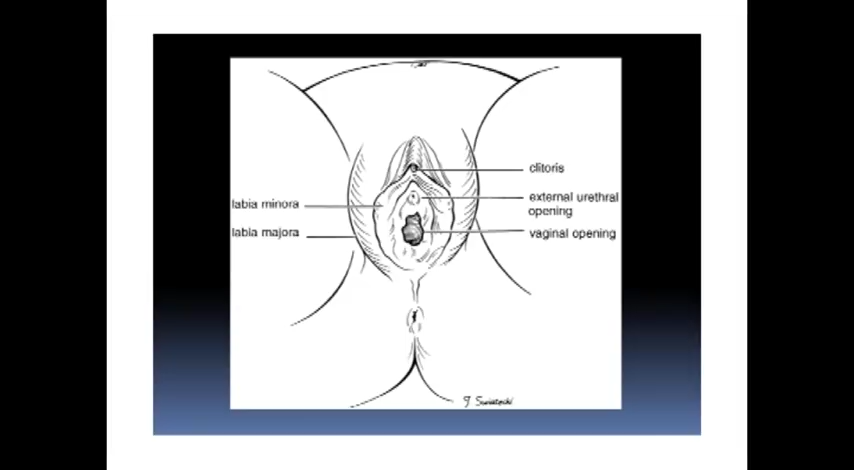 clitoris
labia minora
external urethral
opening
labia majora
vaginal opening